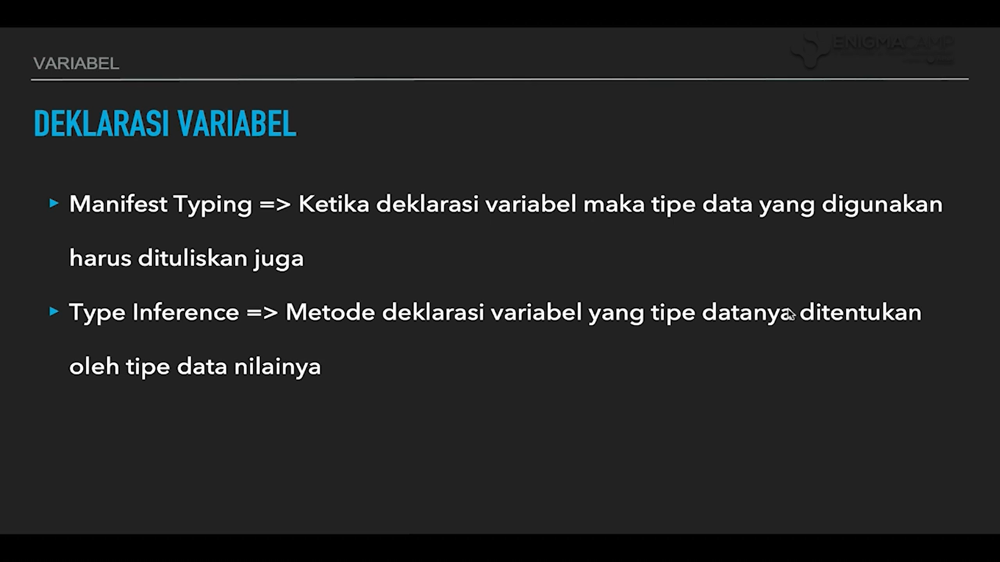 ENIGMACAMP
VARIABEL
DEKLARASI VARIABEL
Manifest Typing => Ketika deklarasi variabel maka tipe data yang digunakan
harus dituliskan juga
Type Inference => Metode deklarasi variabel yang tipe datanya ditentukan
oleh tipe data nilainya